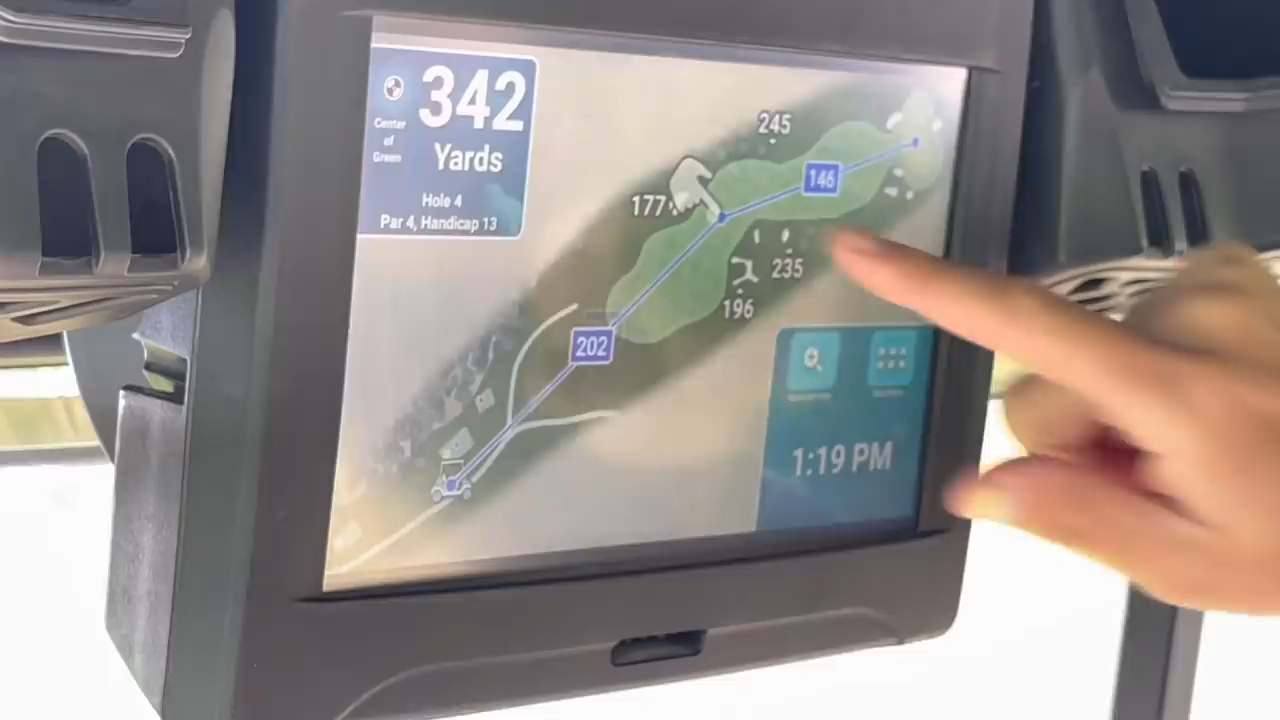 342
Center
of
Green
Yards
Hole 4
Par 4, Handicap 13
245
146
177
235
196
202
1:19 PM